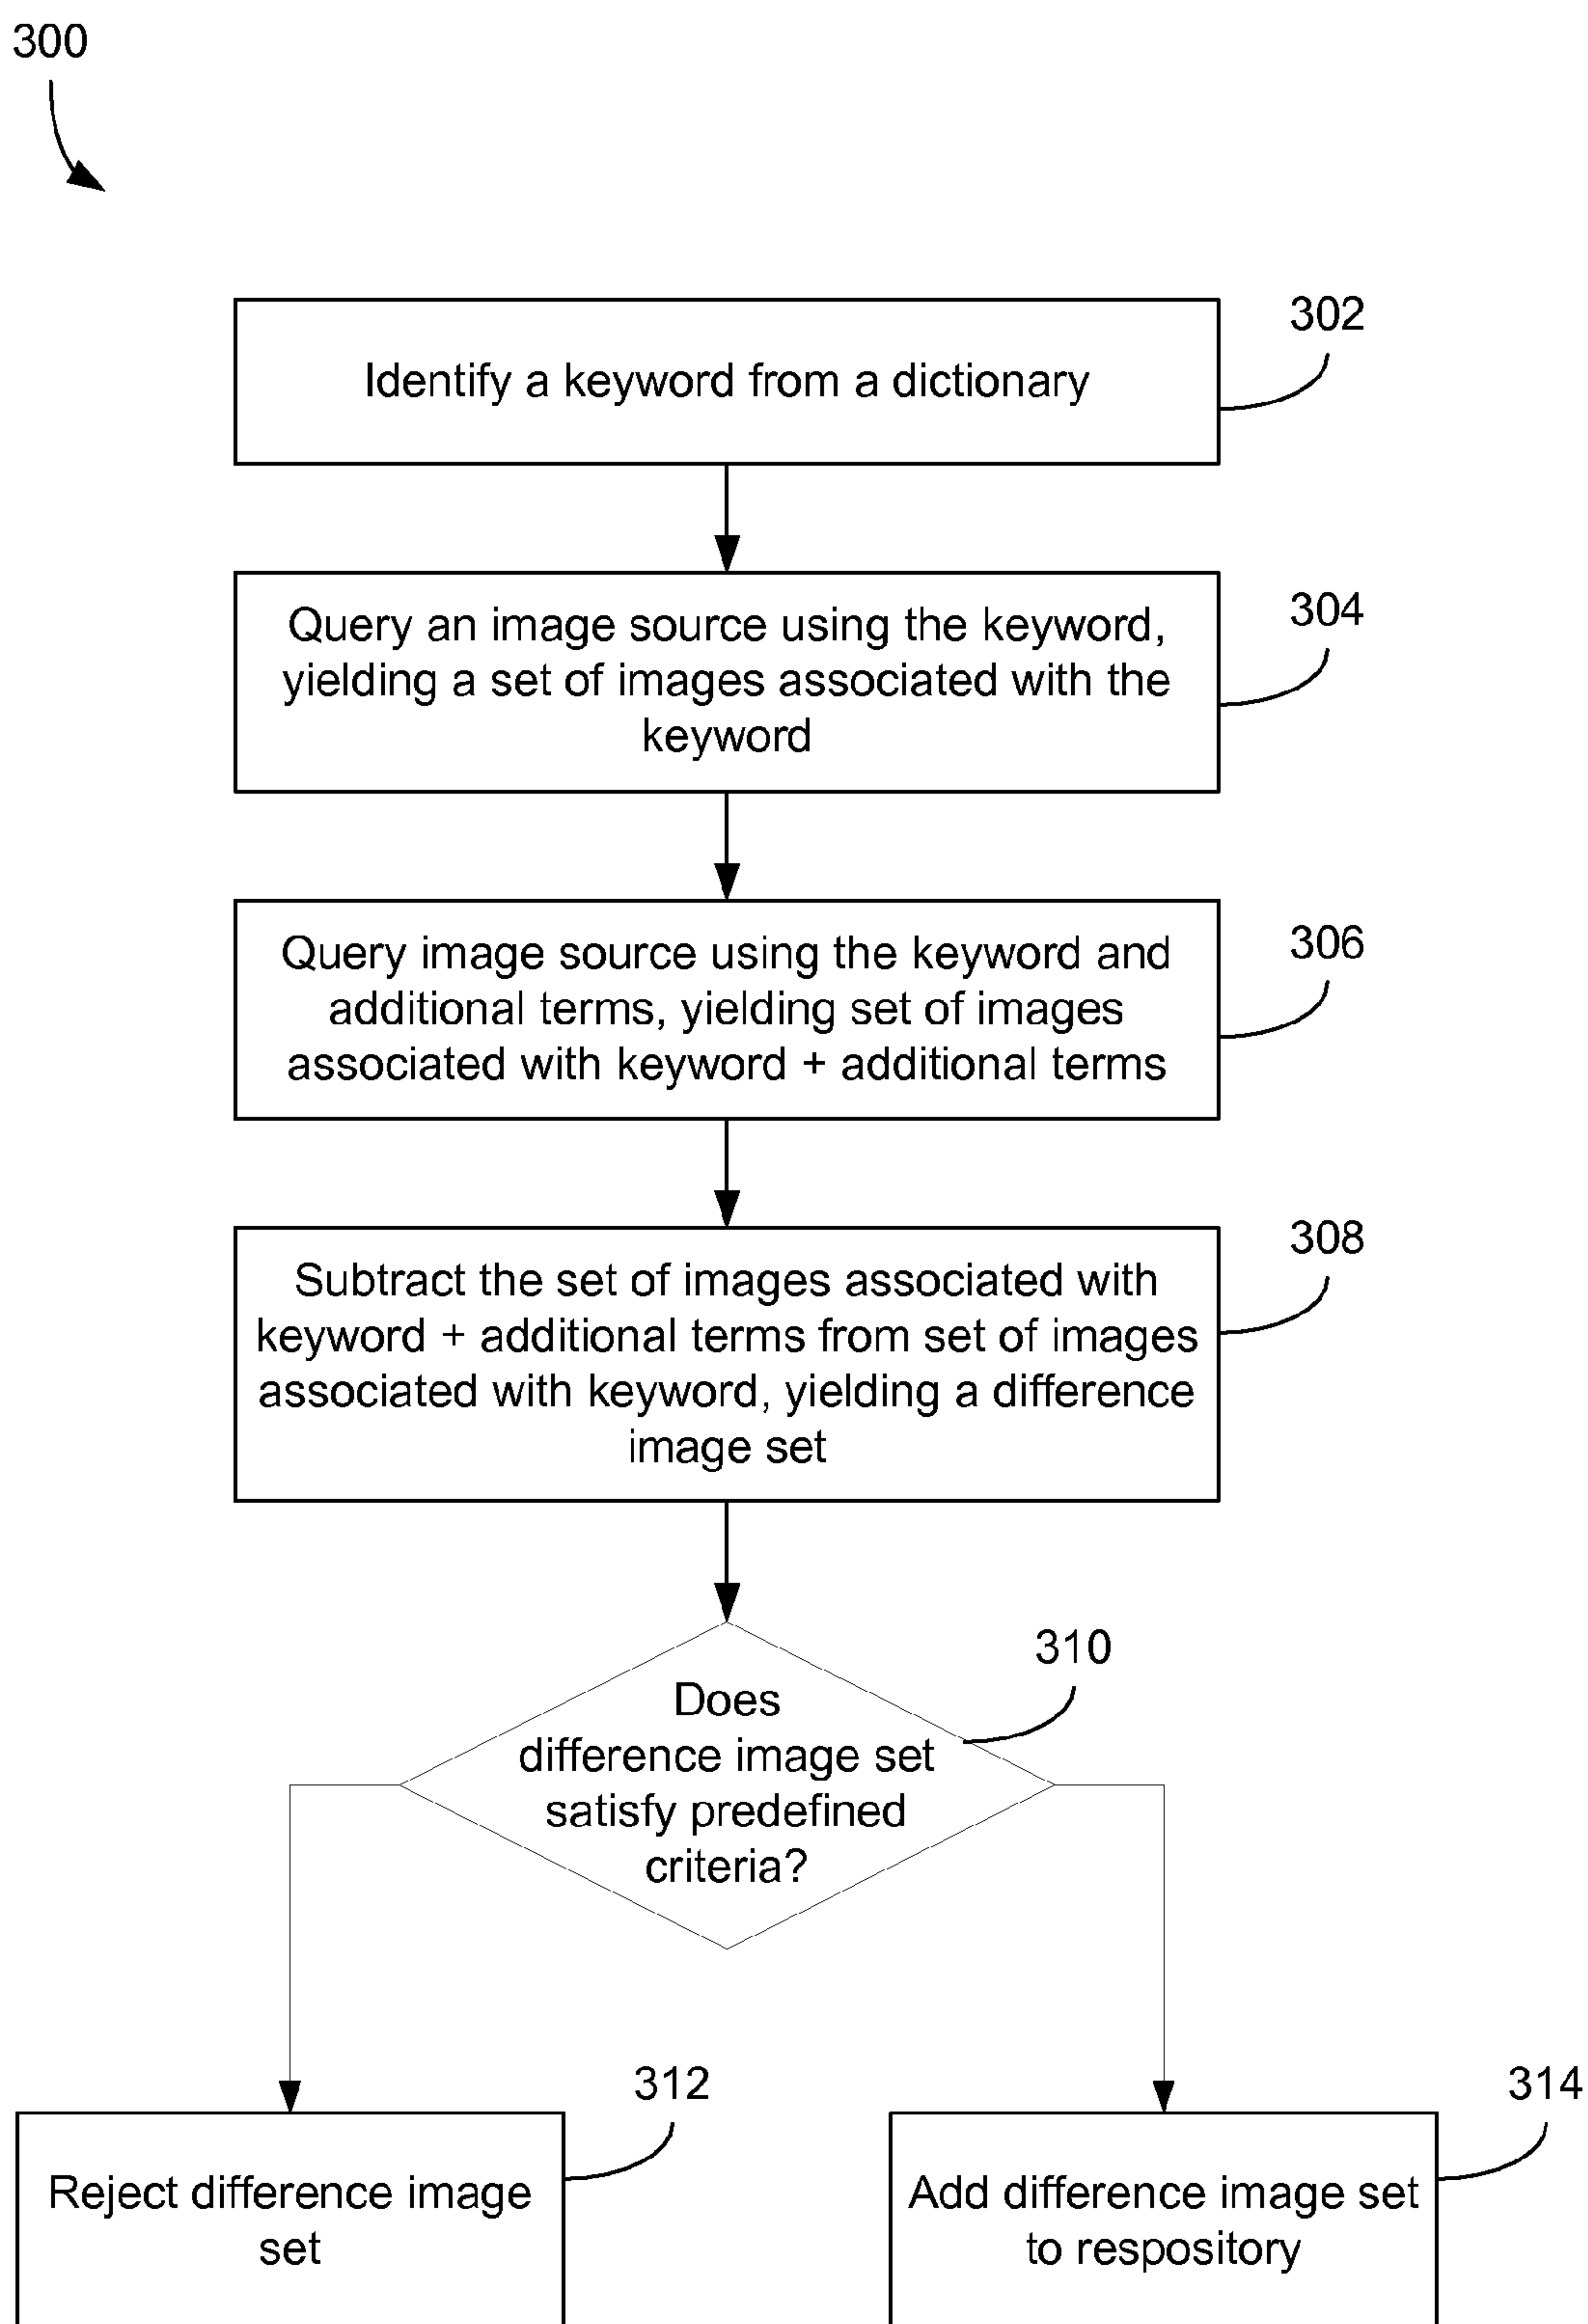 300
302
Identify a keyword from a dictionary
304
Query an image source using the keyword,
yielding a set of images associated with the
keyword
306
Query image source using the keyword and
additional terms, yielding set of images
associated with keyword + additional terms
308
Subtract the set of images associated with
keyword + additional terms from set of images
associated with keyword, yielding a difference
image set
310
Does
difference image set
satisfy predefined
criteria?
312
Reject difference image
set
314
Add difference image set
to respository